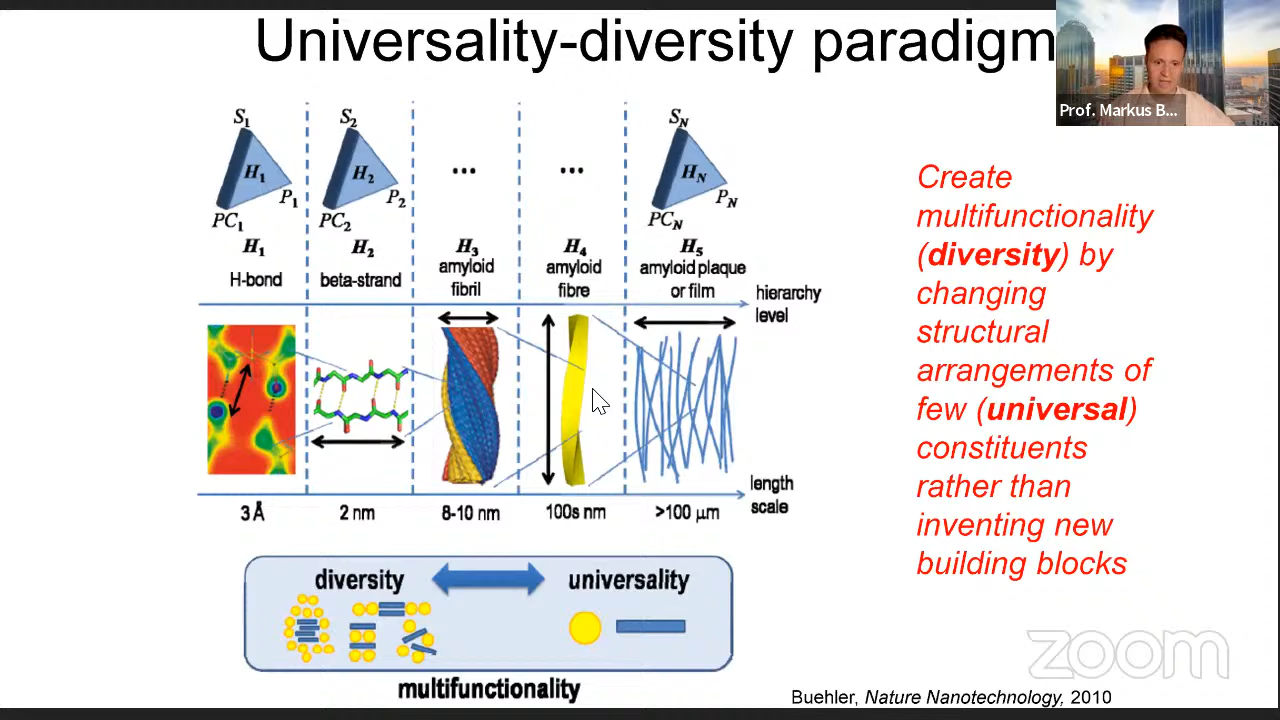 Universality-diversity paradigm
Prof. Markus B...
S1 S2 SN
H1 H2 ... ... HN
P1 P2 PN
PC1 PC2 PCN
H1 H2 H3 H4 H5
H-bond beta-strand amyloid fibril amyloid fibre amyloid plaque or film
hierarchy
level
length
scale
3 Å 2 nm 8-10 nm 100s nm >100 µm
diversity universality
multifunctionality
Create
multifunctionality
(diversity) by
changing
structural
arrangements of
few (universal)
constituents
rather than
inventing new
building blocks
zoom
Buehler, Nature Nanotechnology, 2010